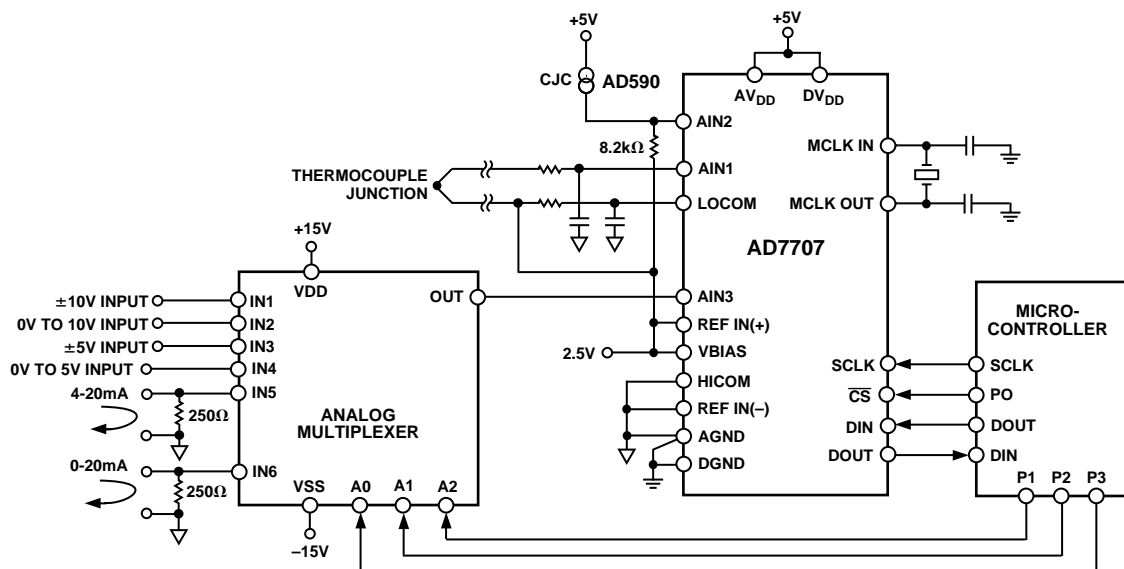 +5V
+5V
CJC
AD590
AVDD
DVDD
AIN2
8.2kΩ
MCLK IN
THERMOCOUPLE
JUNCTION
AIN1
LOCOM
MCLK OUT
AD7707
+15V
VDD
OUT
AIN3
±10V INPUT
IN1
0V TO 10V INPUT
IN2
±5V INPUT
IN3
0V TO 5V INPUT
IN4
4-20mA
IN5
250Ω
ANALOG
MULTIPLEXER
0-20mA
IN6
250Ω
VSS
A0
A1
A2
–15V
REF IN(+)
2.5V
VBIAS
HICOM
REF IN(–)
AGND
DGND
SCLK
CS
DIN
DOUT
MICRO-
CONTROLLER
SCLK
PO
DOUT
DIN
P1
P2
P3